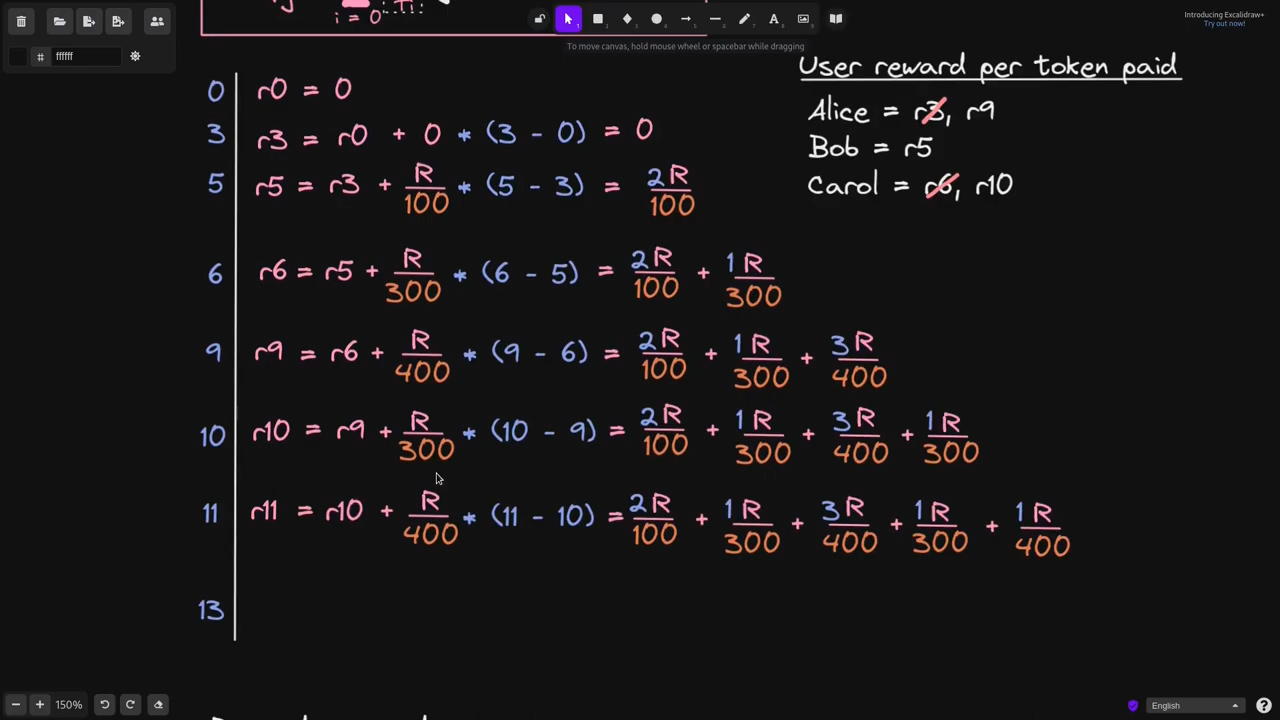 i = 0
Introducing Excalidraw+
Try out now!
# ffffff
To move canvas, hold mouse wheel or spacebar while dragging
User reward per token paid
Alice = r3, r9
Bob = r5
Carol = r6, r10
0 r0 = 0
3 r3 = r0 + 0 * (3 - 0) = 0
5 r5 = r3 + R/100 * (5 - 3) = 2R/100
6 r6 = r5 + R/300 * (6 - 5) = 2R/100 + 1R/300
9 r9 = r6 + R/400 * (9 - 6) = 2R/100 + 1R/300 + 3R/400
10 r10 = r9 + R/300 * (10 - 9) = 2R/100 + 1R/300 + 3R/400 + 1R/300
11 r11 = r10 + R/400 * (11 - 10) = 2R/100 + 1R/300 + 3R/400 + 1R/300 + 1R/400
13
150%
English